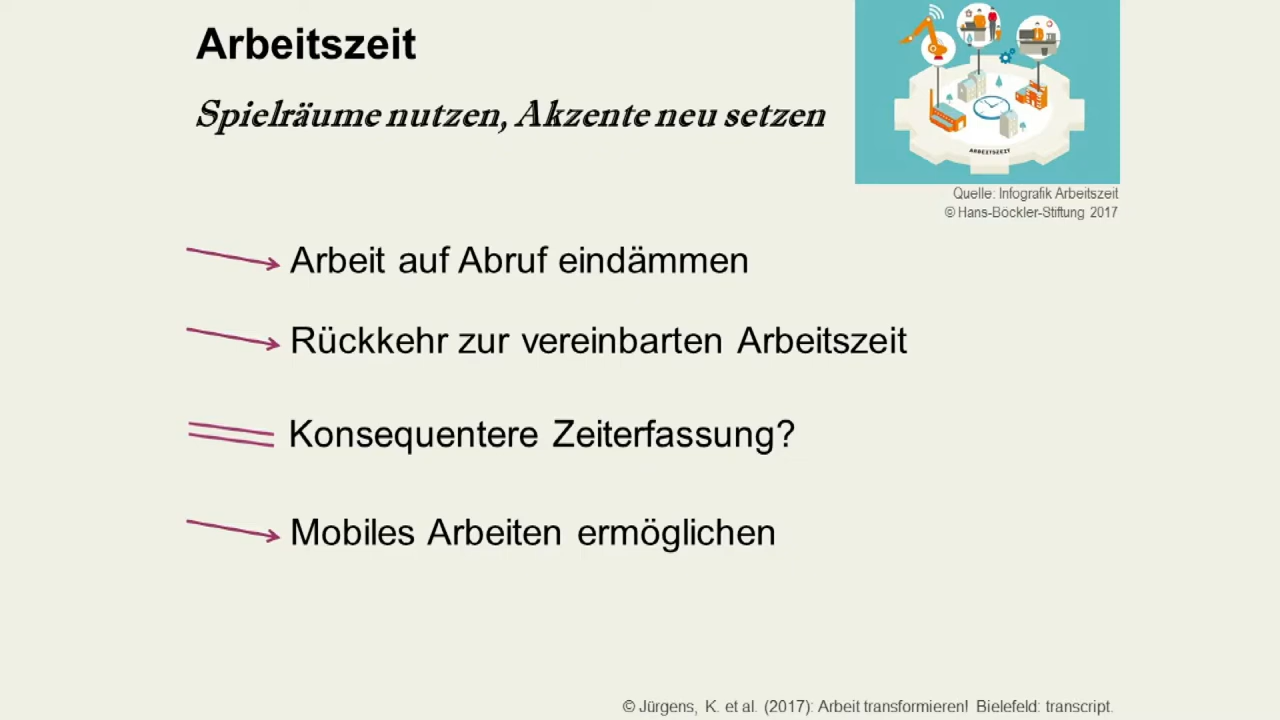 Arbeitszeit
Spielräume nutzen, Akzente neu setzen
ARBEITSZEIT
Quelle: Infografik Arbeitszeit
© Hans-Böckler-Stiftung 2017
Arbeit auf Abruf eindämmen
Rückkehr zur vereinbarten Arbeitszeit
Konsequentere Zeiterfassung?
Mobiles Arbeiten ermöglichen
© Jürgens, K. et al. (2017): Arbeit transformieren! Bielefeld: transcript.